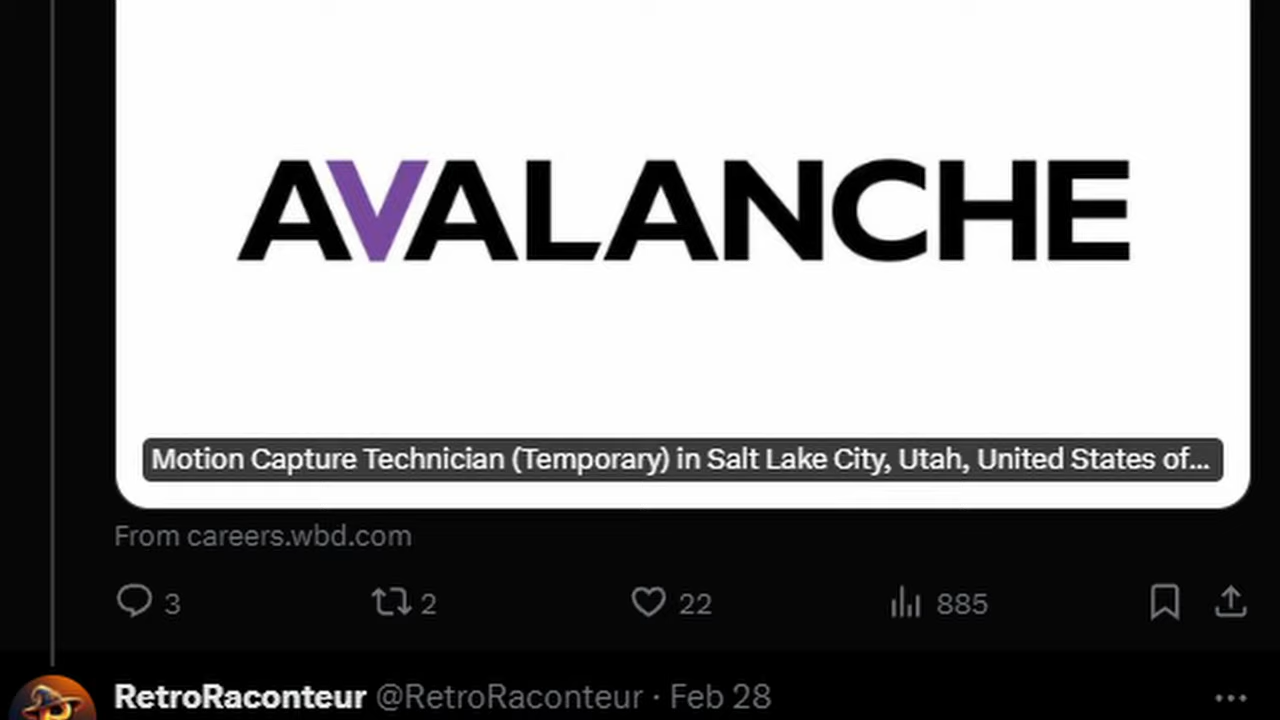 AVALANCHE
Motion Capture Technician (Temporary) in Salt Lake City, Utah, United States of...
From careers.wbd.com
3 2 22 885
RetroRaconteur @RetroRaconteur · Feb 28